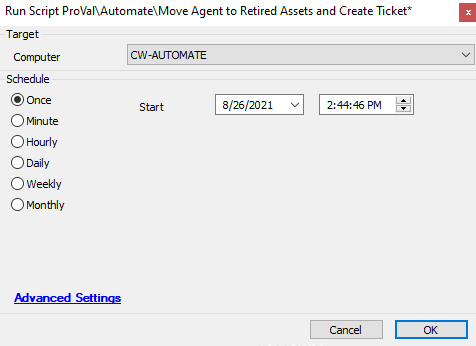 Run Script ProVal\Automate\Move Agent to Retired Assets and Create Ticket*
x
Target
Computer CW-AUTOMATE
Schedule
Once Start 8/26/2021 2:44:46 PM
Minute
Hourly
Daily
Weekly
Monthly
Advanced Settings
Cancel OK